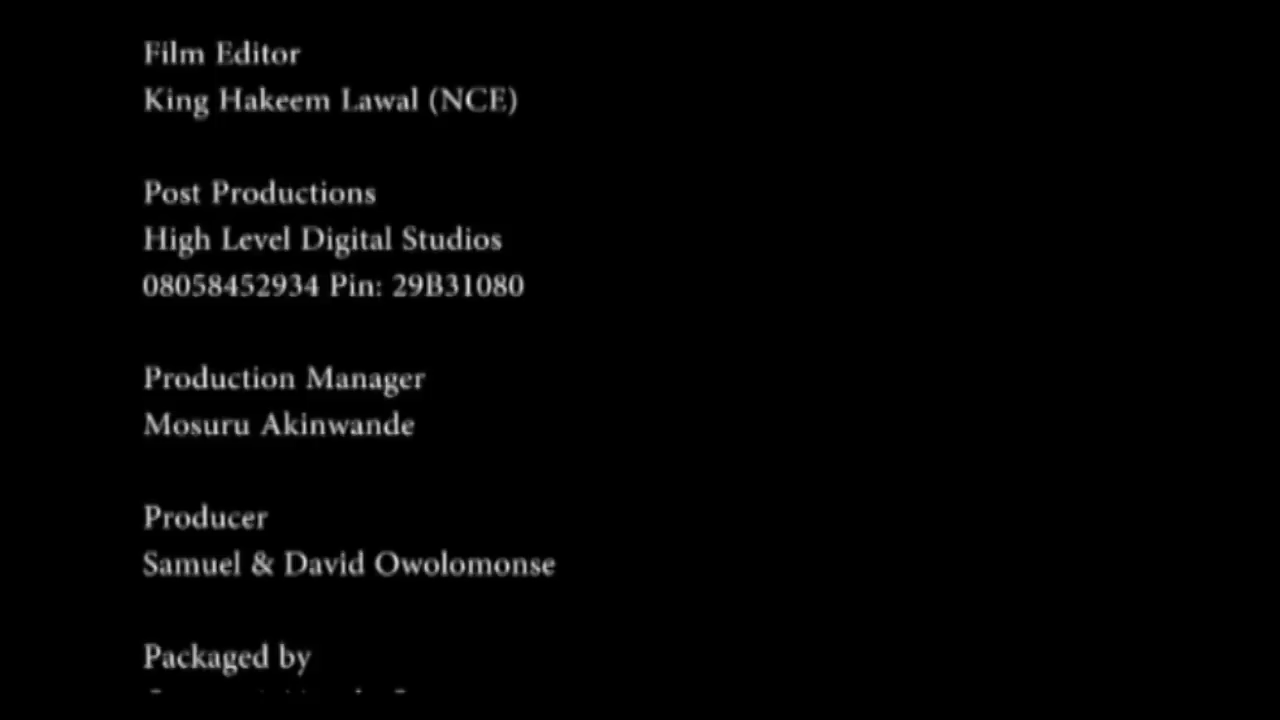 Film Editor
King Hakeem Lawal (NCE)
Post Productions
High Level Digital Studios
08058452934 Pin: 29B31080
Production Manager
Mosuru Akinwande
Producer
Samuel & David Owolomonse
Packaged by